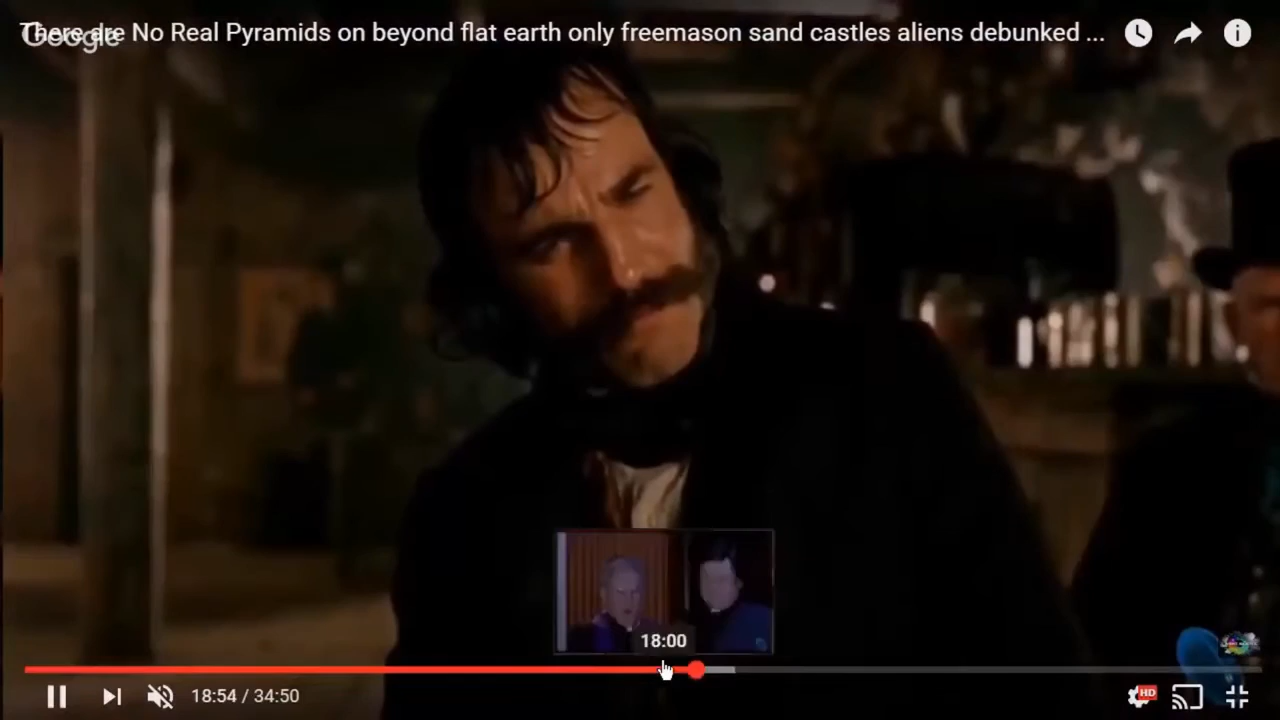 There are No Real Pyramids on beyond flat earth only freemason sand castles aliens debunked ...
Google
18:00
18:54 / 34:50
HD